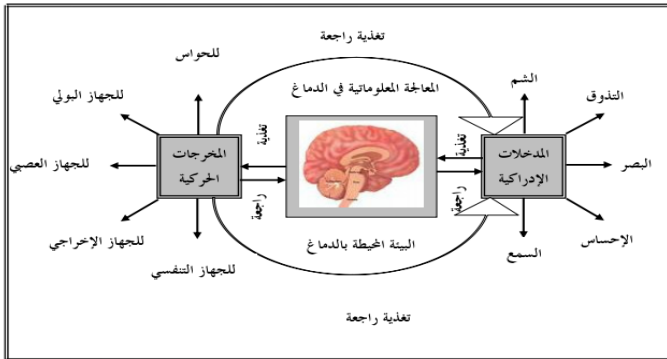 تغذية راجعة
للحواس
الشم
المعالجة المعلوماتية في الدماغ
التذوق
للجهاز البولي
المدخلات
الإدراكية
تغذية
راجعة
تغذية
راجعة
المخرجات
الحركية
البصر
للجهاز العصبي
الإحساس
السمع
البيئة المحيطة بالدماغ
للجهاز الإخراجي
للجهاز التنفسي
تغذية راجعة